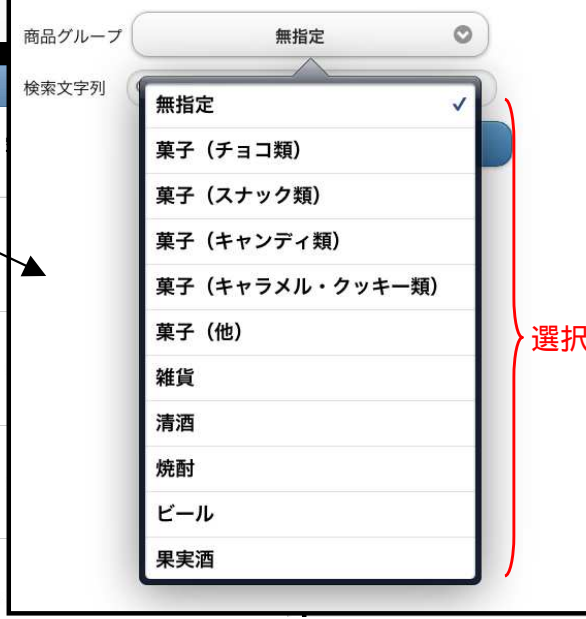 商品グループ 無指定
検索文字列
無指定
菓子（チョコ類）
菓子（スナック類）
菓子（キャンディ類）
菓子（キャラメル・クッキー類）
菓子（他）
選択
雑貨
清酒
焼酎
ビール
果実酒